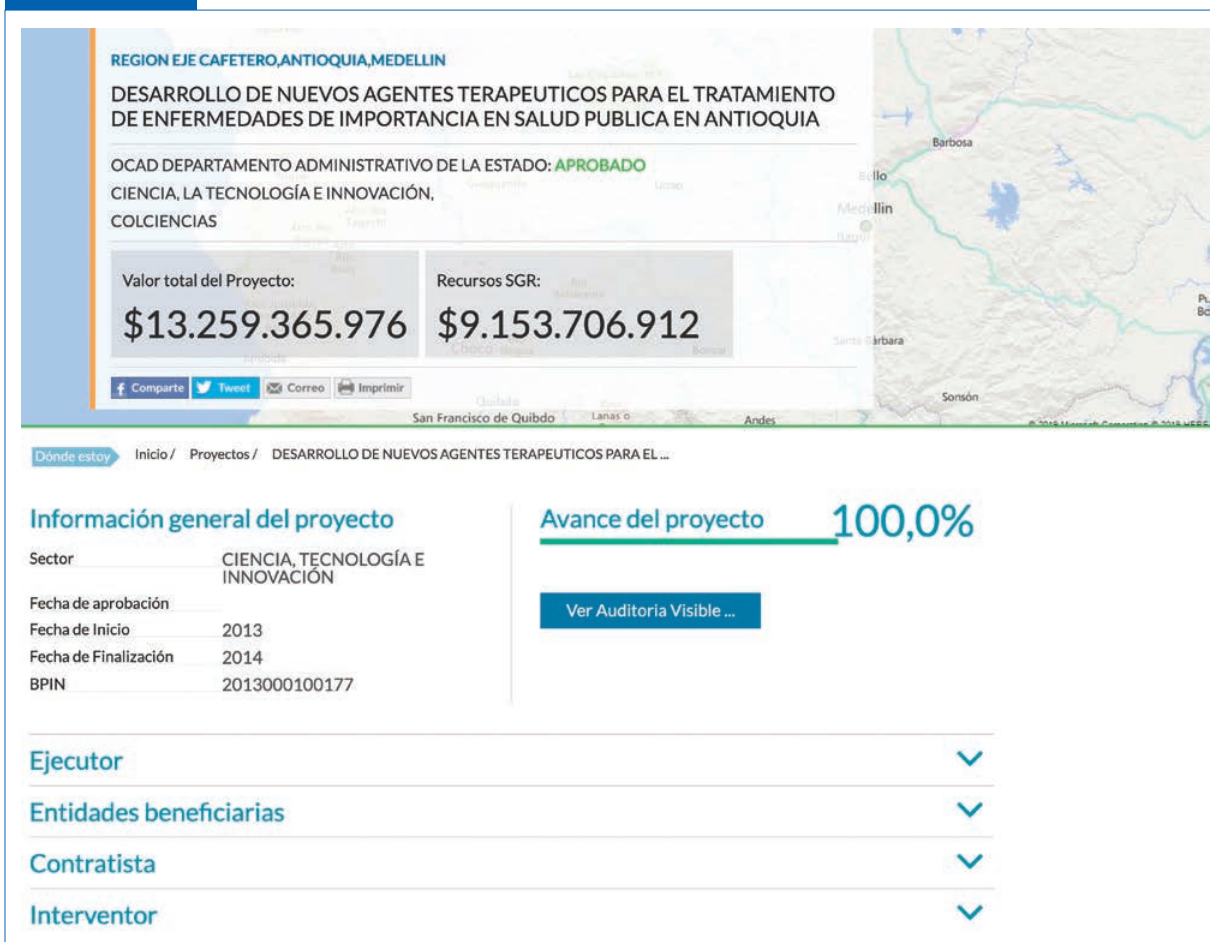 REGION EJE CAFETERO,ANTIOQUIA,MEDELLIN
DESARROLLO DE NUEVOS AGENTES TERAPEUTICOS PARA EL TRATAMIENTO
DE ENFERMEDADES DE IMPORTANCIA EN SALUD PUBLICA EN ANTIOQUIA
OCAD DEPARTAMENTO ADMINISTRATIVO DE LA ESTADO: APROBADO
CIENCIA, LA TECNOLOGÍA E INNOVACIÓN,
COLCIENCIAS
Valor total del Proyecto:
$13.259.365.976
Recursos SGR:
$9.153.706.912
Comparte
Tweet
Correo
Imprimir
Barbosa
Bello
Medellin
Itagui
Santa Bárbara
Sonsón
San Francisco de Quibdo
Andes
Dónde estoy
Inicio / Proyectos / DESARROLLO DE NUEVOS AGENTES TERAPEUTICOS PARA EL ...
Información general del proyecto
Sector CIENCIA, TECNOLOGÍA E
INNOVACIÓN
Fecha de aprobación
Fecha de Inicio 2013
Fecha de Finalización 2014
BPIN 2013000100177
Avance del proyecto 100,0%
Ver Auditoria Visible ...
Ejecutor
Entidades beneficiarias
Contratista
Interventor